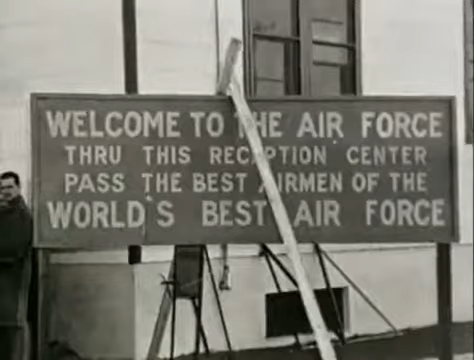 WELCOME TO THE AIR FORCE
THRU THIS RECEPTION CENTER
PASS THE BEST AIRMEN OF THE
WORLD'S BEST AIR FORCE